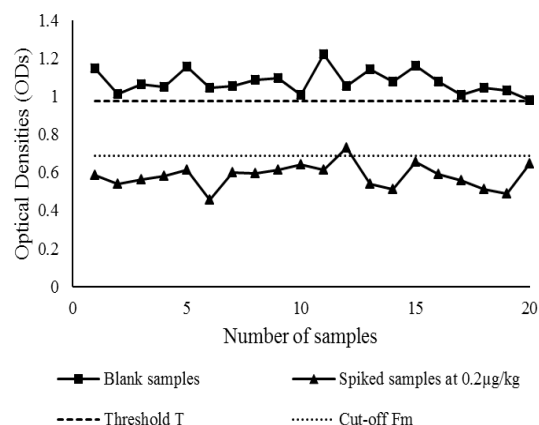 1.4
1.2
1
0.8
0.6
0.4
0.2
0
Optical Densities (ODs)
0 5 10 15 20
Number of samples
Blank samples
Spiked samples at 0.2µg/kg
Threshold T
Cut-off Fm